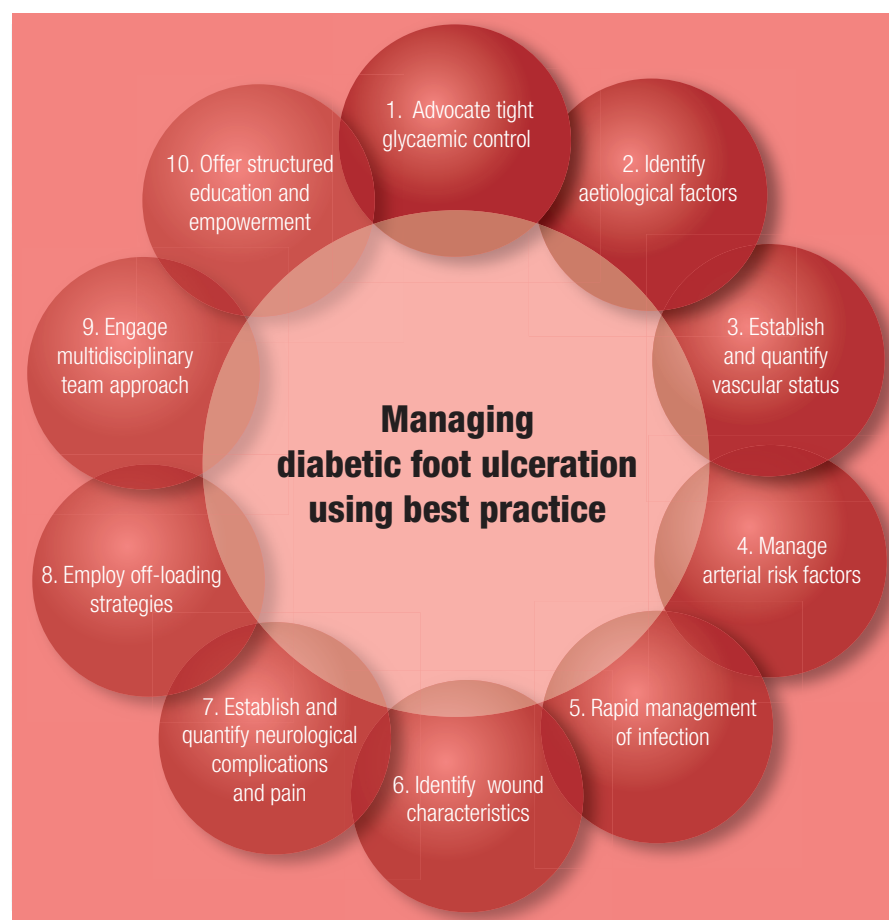 Managing
diabetic foot ulceration
using best practice
1. Advocate tight
glycaemic control
2. Identify
aetiological factors
3. Establish
and quantify
vascular status
4. Manage
arterial risk factors
5. Rapid management
of infection
6. Identify wound
characteristics
7. Establish and
quantify neurological
complications
and pain
8. Employ off-loading
strategies
9. Engage
multidisciplinary
team approach
10. Offer structured
education and
empowerment